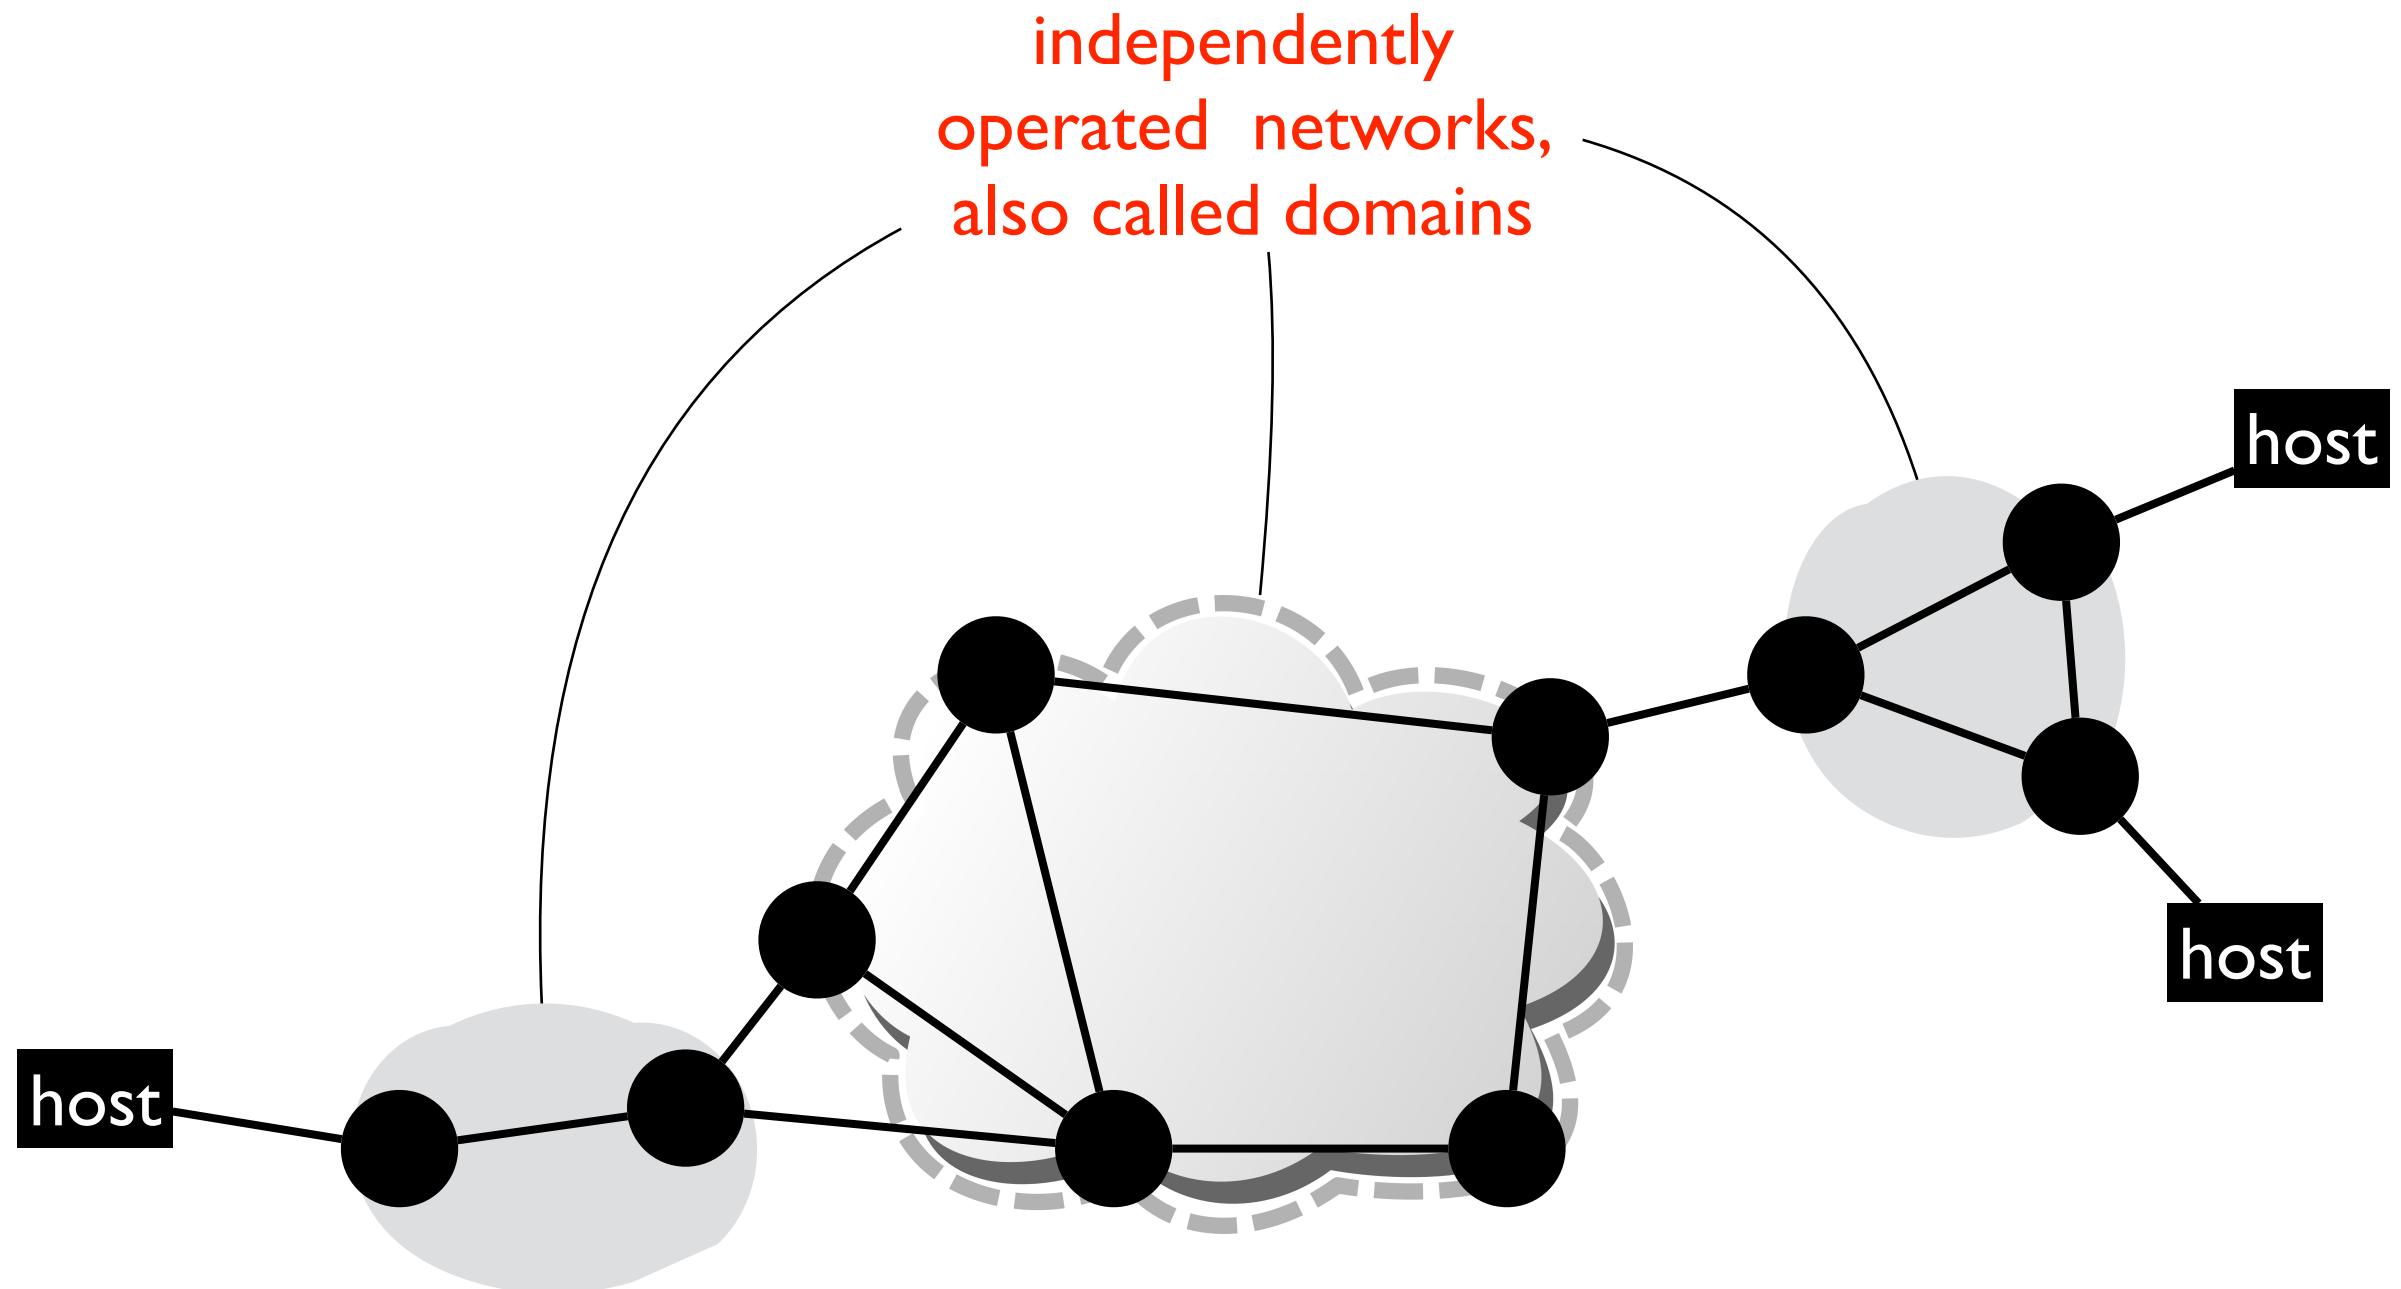 independently
operated networks,
also called domains
host
host
host